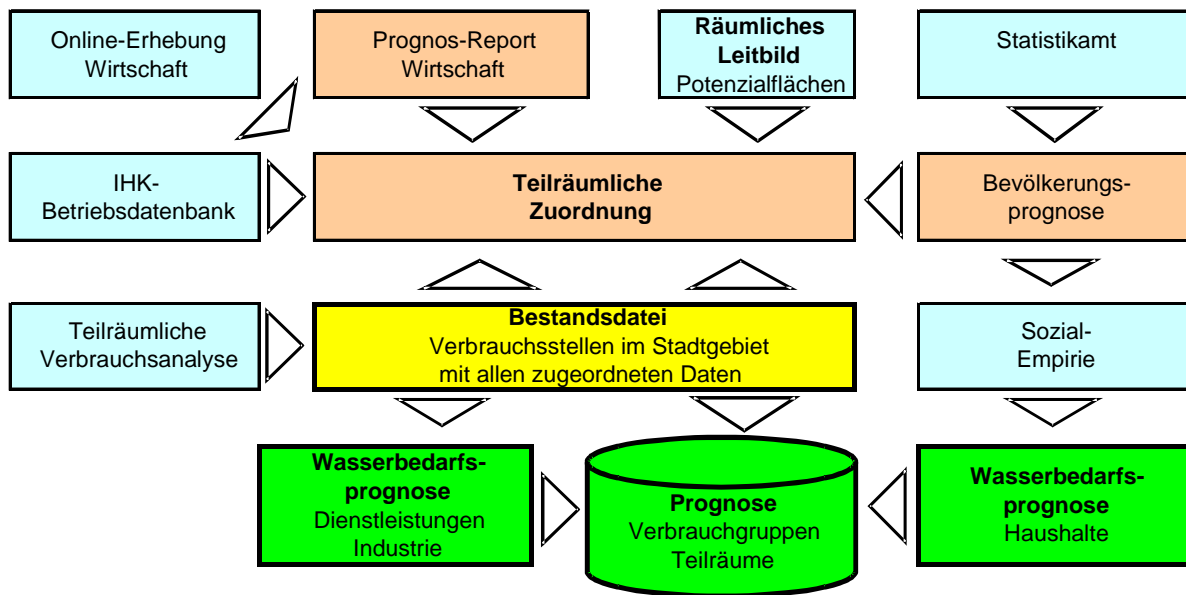 Online-Erhebung
Wirtschaft
Prognos-Report
Wirtschaft
Räumliches
Leitbild
Potenzialflächen
Statistikamt
IHK-
Betriebsdatenbank
Teilräumliche
Zuordnung
Bevölkerungs-
prognose
Teilräumliche
Verbrauchsanalyse
Bestandsdatei
Verbrauchsstellen im Stadtgebiet
mit allen zugeordneten Daten
Sozial-
Empirie
Wasserbedarfs-
prognose
Dienstleistungen
Industrie
Prognose
Verbrauchgruppen
Teilräume
Wasserbedarfs-
prognose
Haushalte